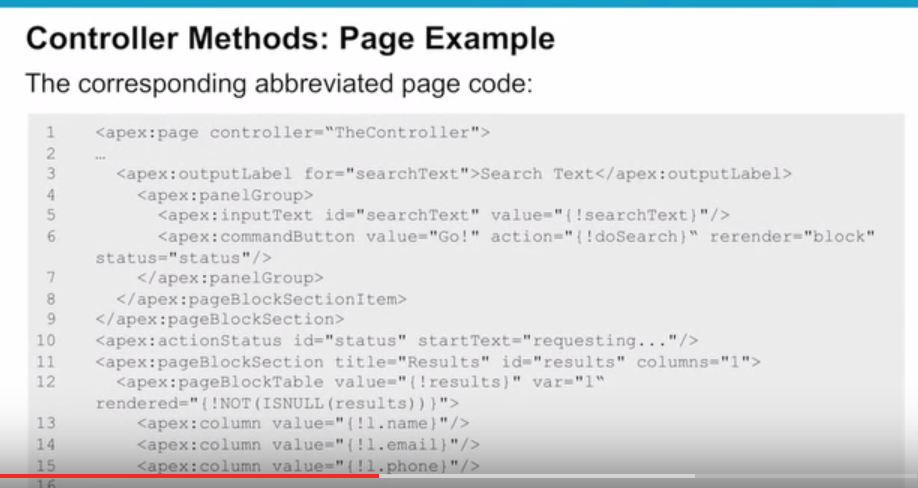 Controller Methods: Page Example
The corresponding abbreviated page code:
1 <apex:page controller=“TheController">
2 …
3 <apex:outputLabel for="searchText">Search Text</apex:outputLabel>
4 <apex:panelGroup>
5 <apex:inputText id="searchText" value="{!searchText}"/>
6 <apex:commandButton value="Go!" action="{!doSearch}“ rerender="block"
status="status"/>
7 </apex:panelGroup>
8 </apex:pageBlockSectionItem>
9 </apex:pageBlockSection>
10 <apex:actionStatus id="status" startText="requesting..."/>
11 <apex:pageBlockSection title="Results" id="results" columns="1">
12 <apex:pageBlockTable value="{!results}" var="l“
rendered="{!NOT(ISNULL(results))}">
13 <apex:column value="{!l.name}"/>
14 <apex:column value="{!l.email}"/>
15 <apex:column value="{!l.phone}"/>
16